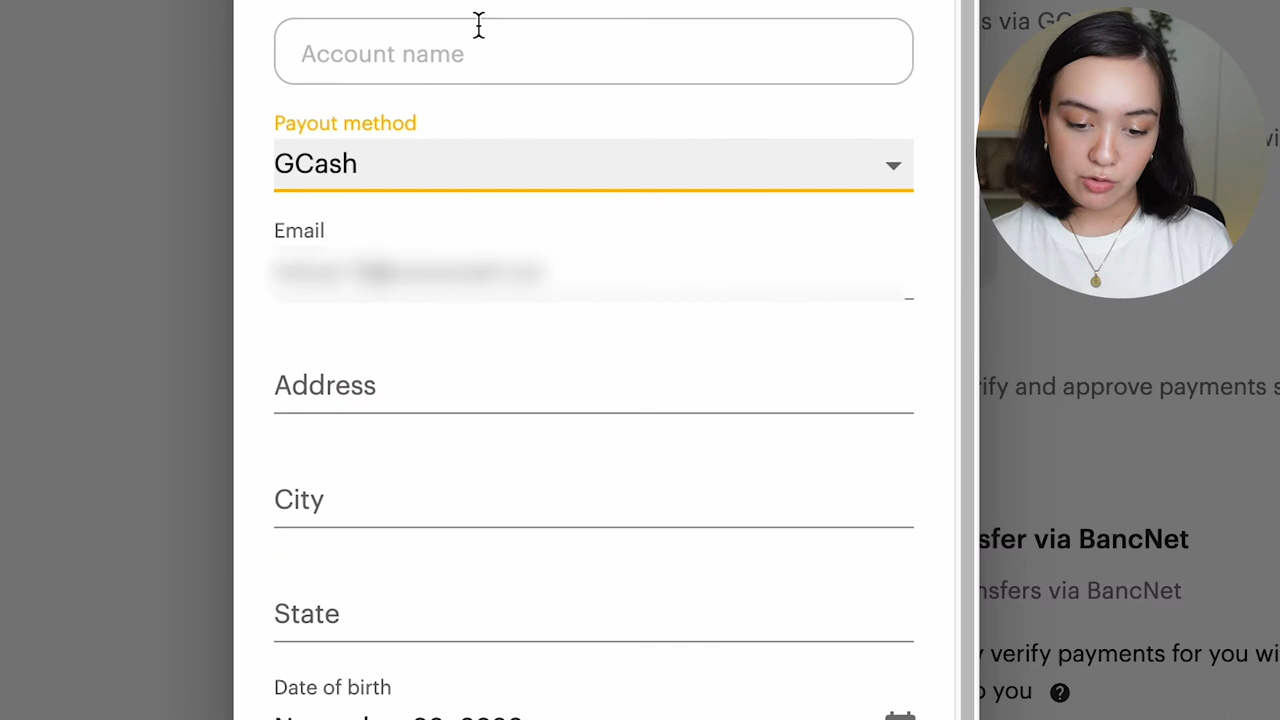 s via GC
Account name
Payout method
GCash
Email
Address
ify and approve payments s
City
sfer via BancNet
nsfers via BancNet
State
y verify payments for you wi
o you ?
Date of birth